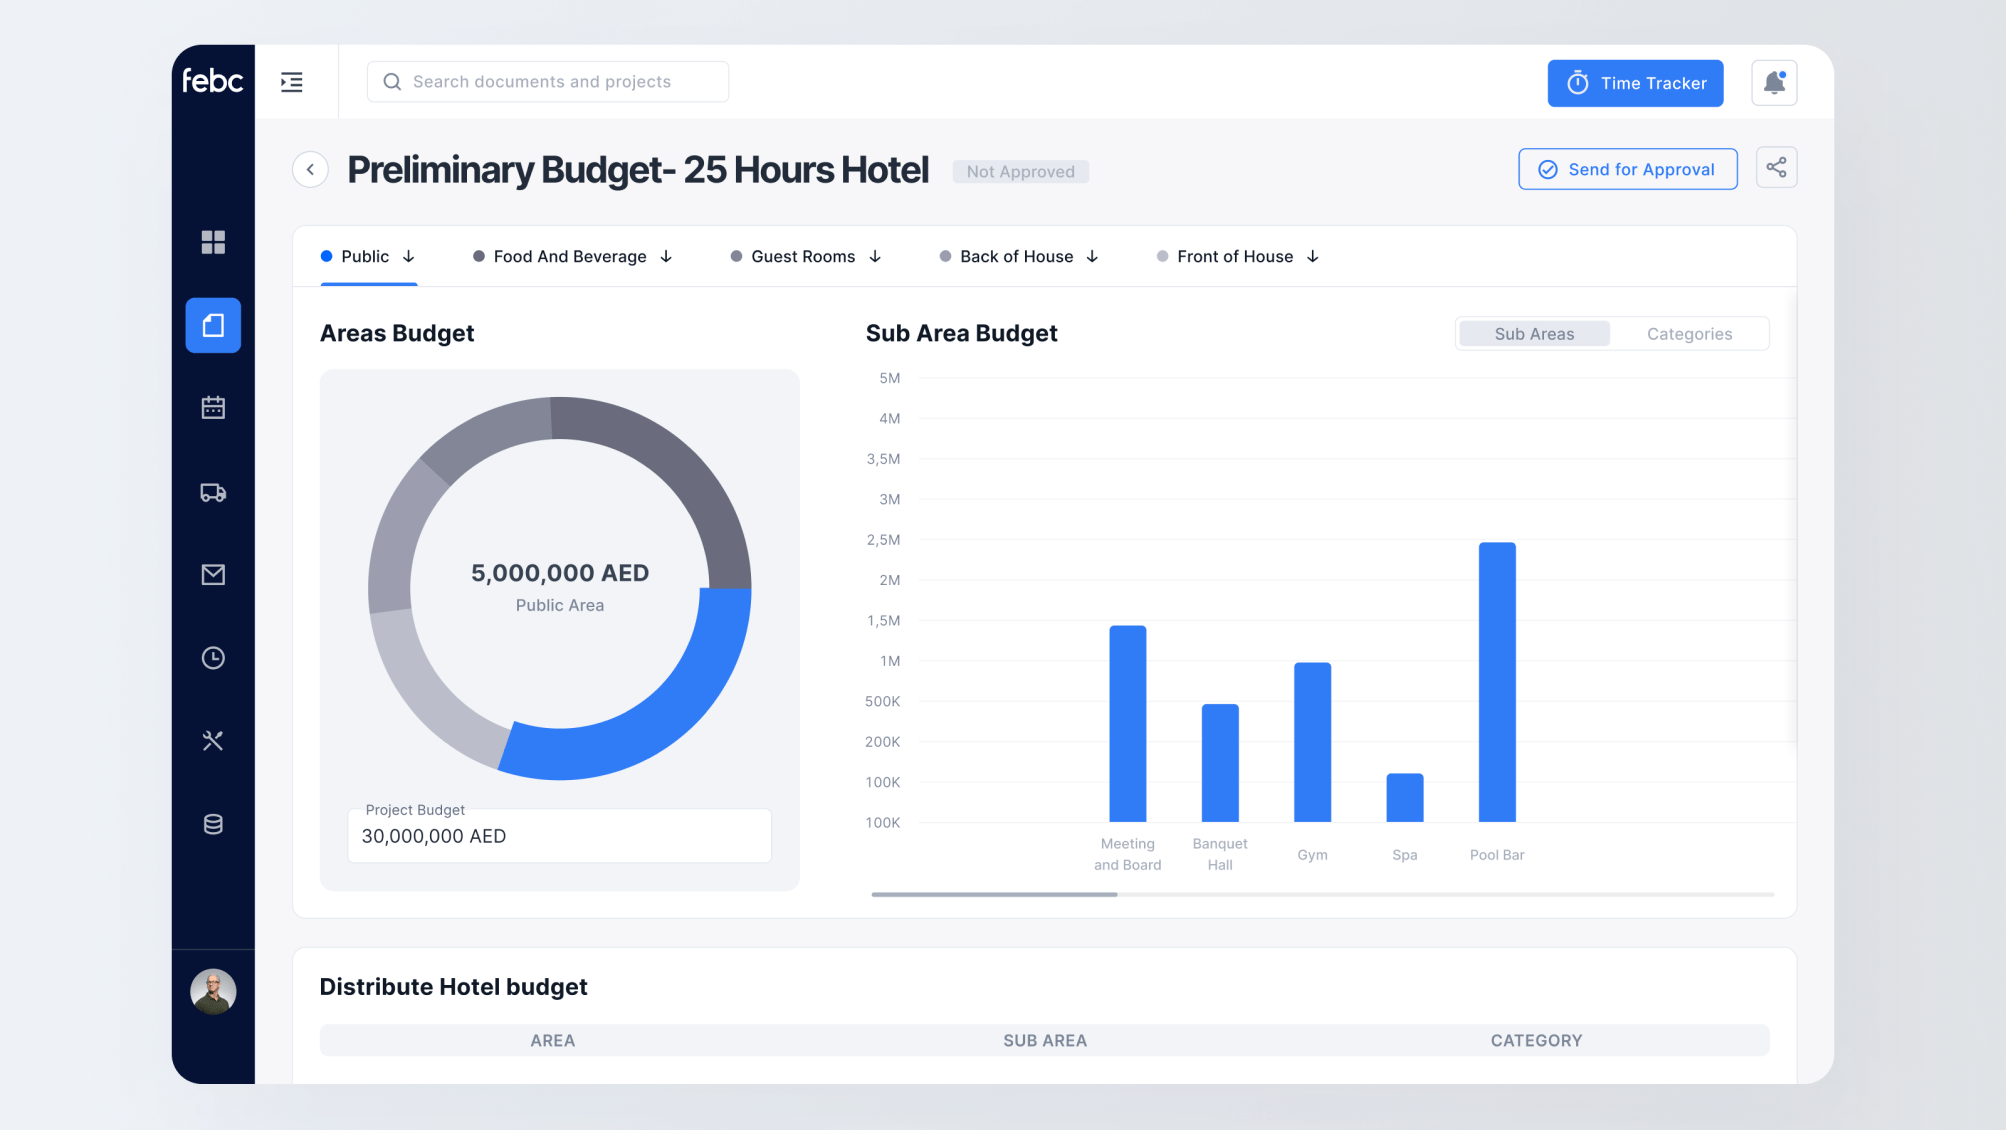 febc
Search documents and projects
Time Tracker
Preliminary Budget- 25 Hours Hotel
Not Approved
Send for Approval
Public
Food And Beverage
Guest Rooms
Back of House
Front of House
Areas Budget
5,000,000 AED
Public Area
Project Budget
30,000,000 AED
Sub Area Budget
Sub Areas
Categories
5M
4M
3,5M
3M
2,5M
2M
1,5M
1M
500K
200K
100K
100K
Meeting
and Board
Banquet
Hall
Gym
Spa
Pool Bar
Distribute Hotel budget
AREA
SUB AREA
CATEGORY